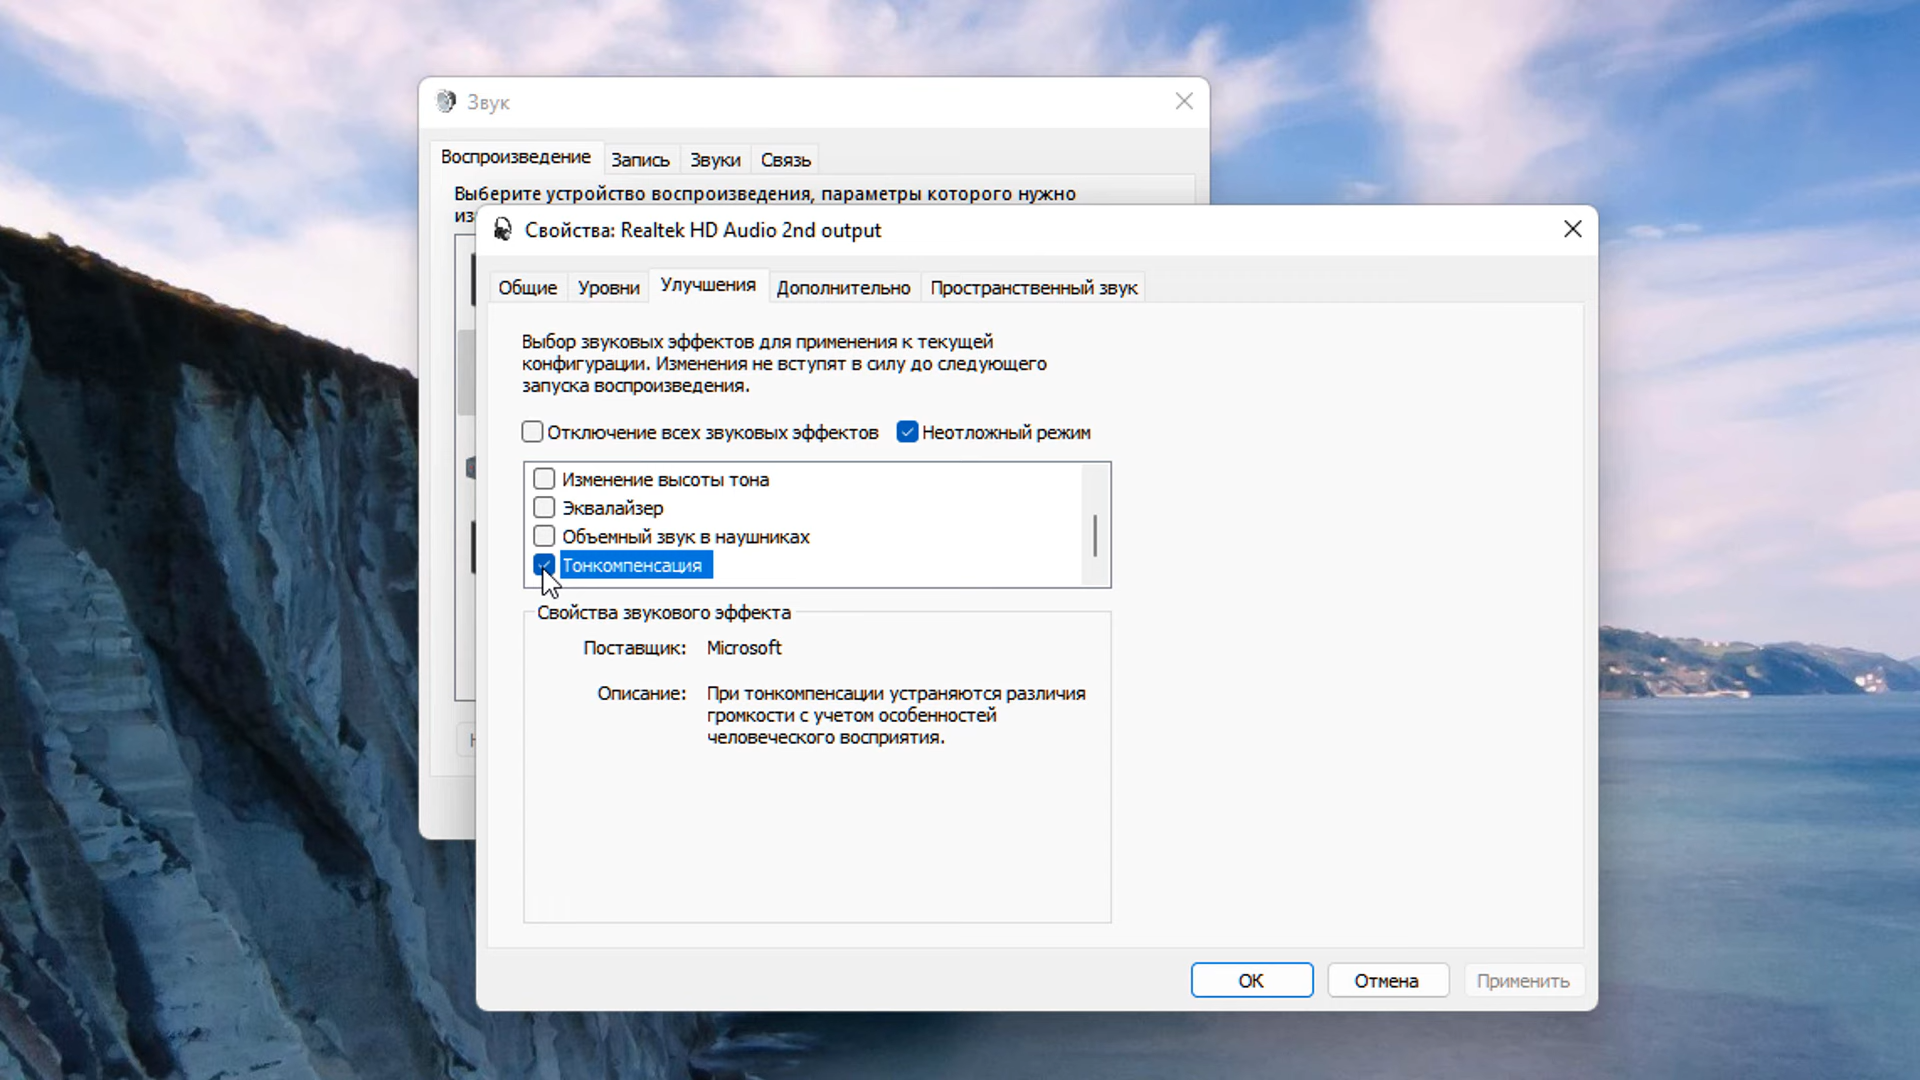 Звук
Воспроизведение Запись Звуки Связь
Выберите устройство воспроизведения, параметры которого нужно
из
Свойства: Realtek HD Audio 2nd output
Общие Уровни Улучшения Дополнительно Пространственный звук
Выбор звуковых эффектов для применения к текущей
конфигурации. Изменения не вступят в силу до следующего
запуска воспроизведения.
Отключение всех звуковых эффектов Неотложный режим
Изменение высоты тона
Эквалайзер
Объемный звук в наушниках
Тонкомпенсация
Свойства звукового эффекта
Поставщик: Microsoft
Описание: При тонкомпенсации устраняются различия
громкости с учетом особенностей
человеческого восприятия.
ОК Отмена Применить